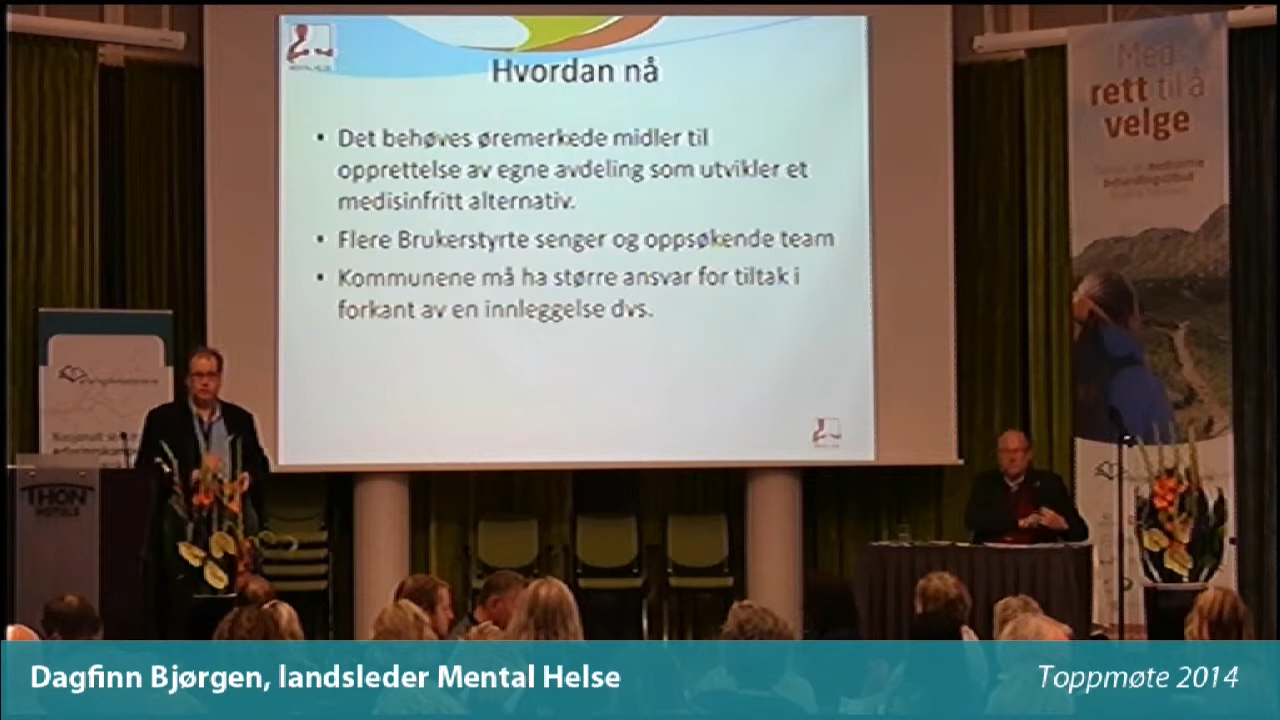 MENTAL HELSE
Hvordan nå
• Det behøves øremerkede midler til
opprettelse av egne avdeling som utvikler et
medisinfritt alternativ.
• Flere Brukerstyrte senger og oppsøkende team
• Kommunene må ha større ansvar for tiltak i
forkant av en innleggelse dvs.
Med
rett til å
velge
THON
HOTELS
Dagfinn Bjørgen, landsleder Mental Helse
Toppmøte 2014